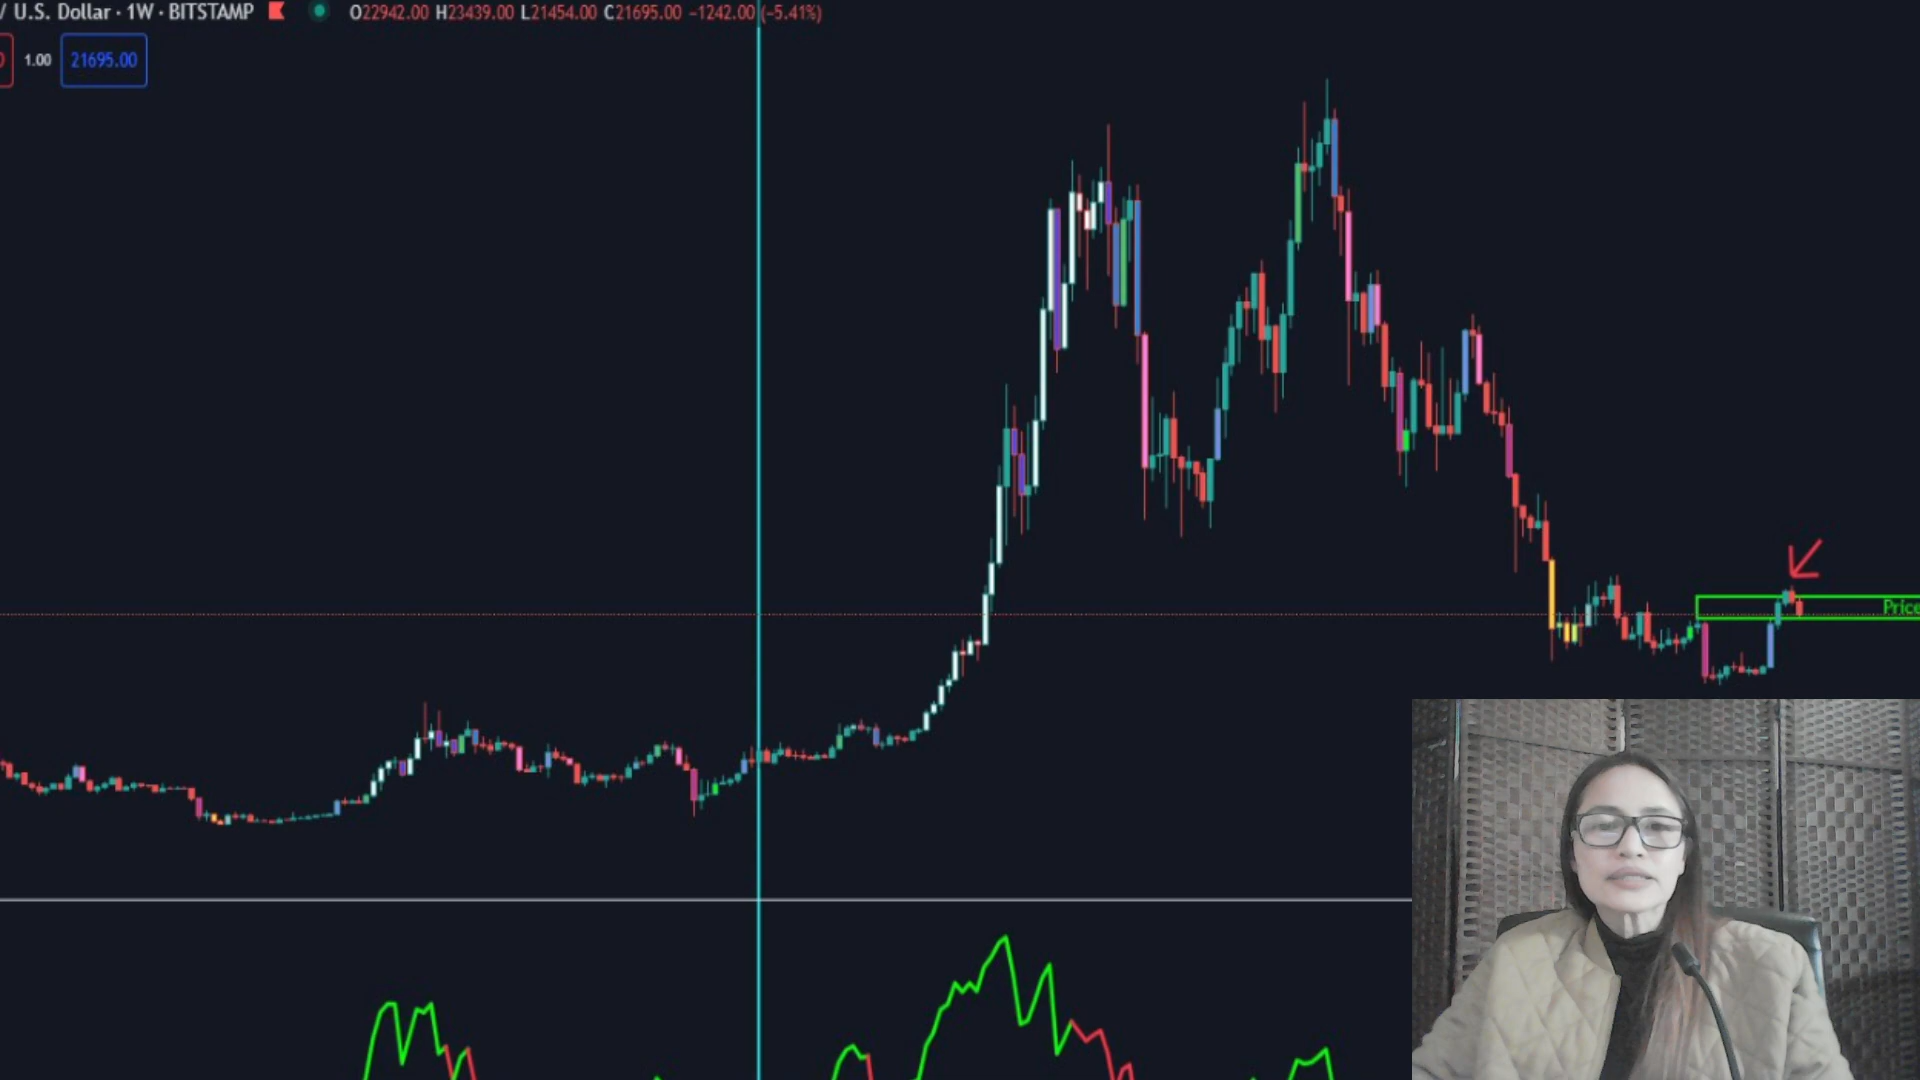 / U.S. Dollar · 1W · BITSTAMP O22942.00 H23439.00 L21454.00 C21695.00 −1242.00 (−5.41%)
0 1.00 21695.00
Price